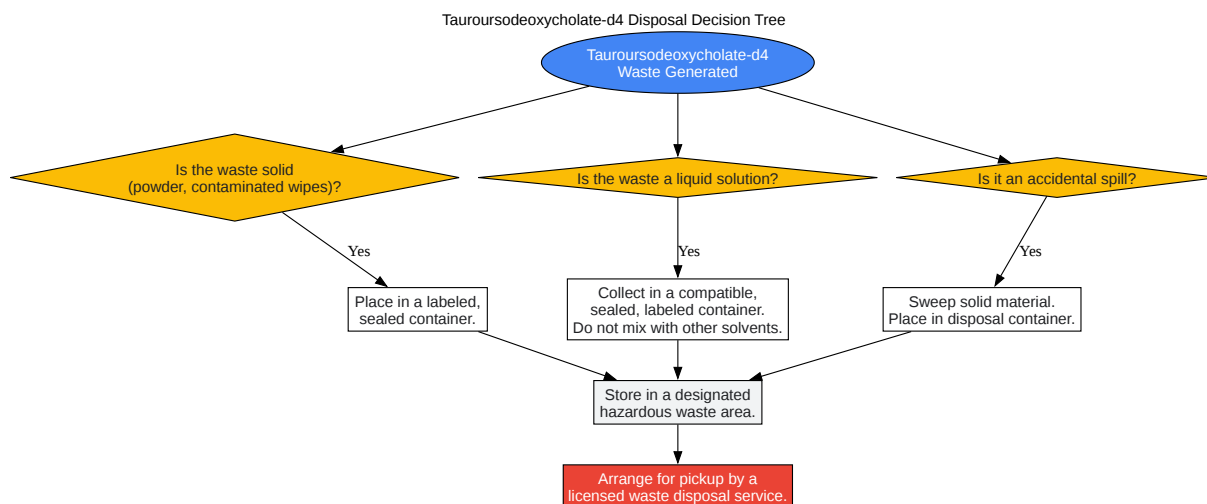 Tauroursodeoxycholate-d4 Disposal Decision Tree
Tauroursodeoxycholate-d4
Waste Generated
Is the waste solid
(powder, contaminated wipes)?
Is the waste a liquid solution?
Is it an accidental spill?
Yes
Yes
Yes
Place in a labeled,
sealed container.
Collect in a compatible,
sealed, labeled container.
Do not mix with other solvents.
Sweep solid material.
Place in disposal container.
Store in a designated
hazardous waste area.
Arrange for pickup by a
licensed waste disposal service.